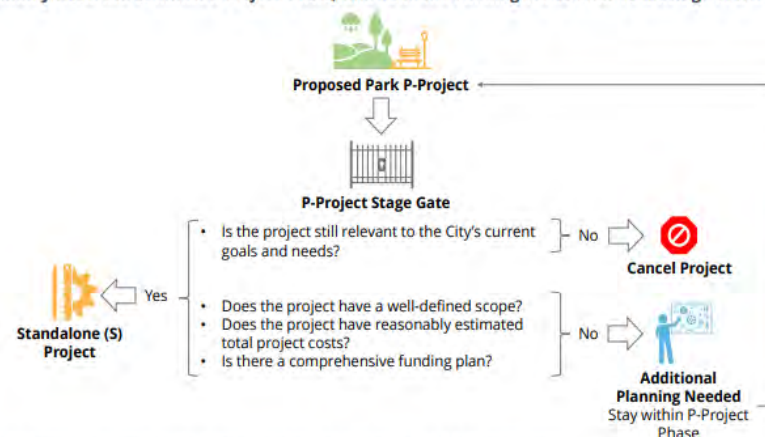 Proposed Park P-Project
P-Project Stage Gate
• Is the project still relevant to the City's current
goals and needs?
No
Cancel Project
Yes
Standalone (S)
Project
• Does the project have a well-defined scope?
• Does the project have reasonably estimated
total project costs?
• Is there a comprehensive funding plan?
No
Additional
Planning Needed
Stay within P-Project
Phase